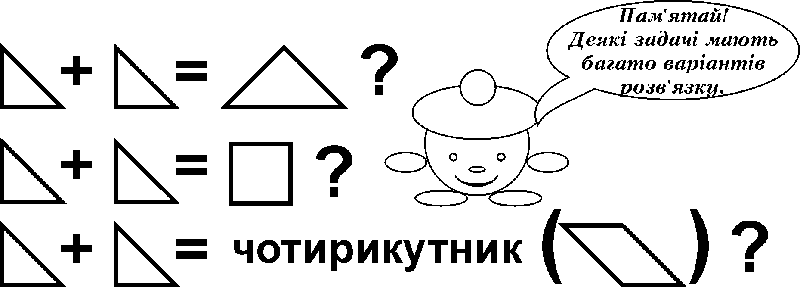 Пам'ятай!
Деякі задачі мають
багато варіантів
розв'язку.
+ = ?
+ = ?
+ = чотирикутник ( ) ?